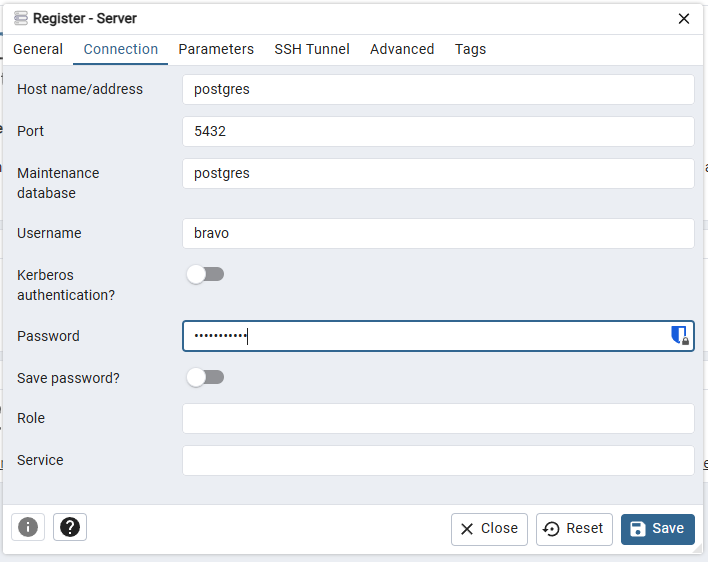 Register - Server
General Connection Parameters SSH Tunnel Advanced Tags
Host name/address postgres
Port 5432
Maintenance
database
postgres
Username bravo
Kerberos
authentication?
Password •••••••••••
Save password?
Role
Service
Close Reset Save